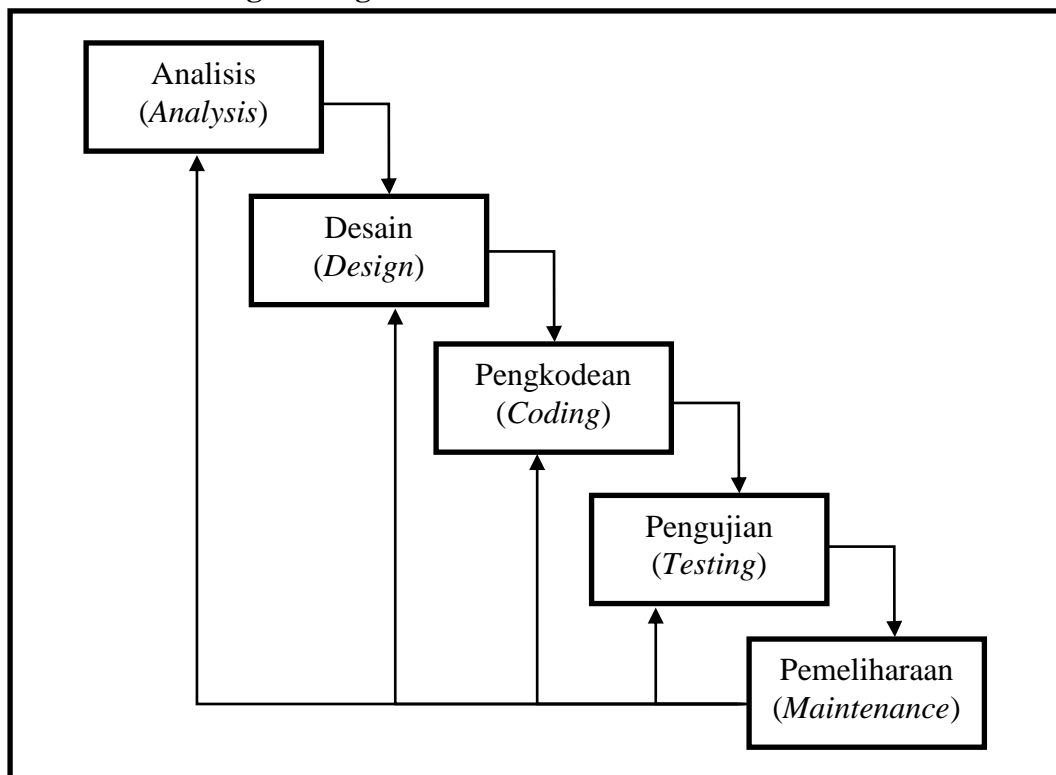 Analisis
(Analysis)
Desain
(Design)
Pengkodean
(Coding)
Pengujian
(Testing)
Pemeliharaan
(Maintenance)